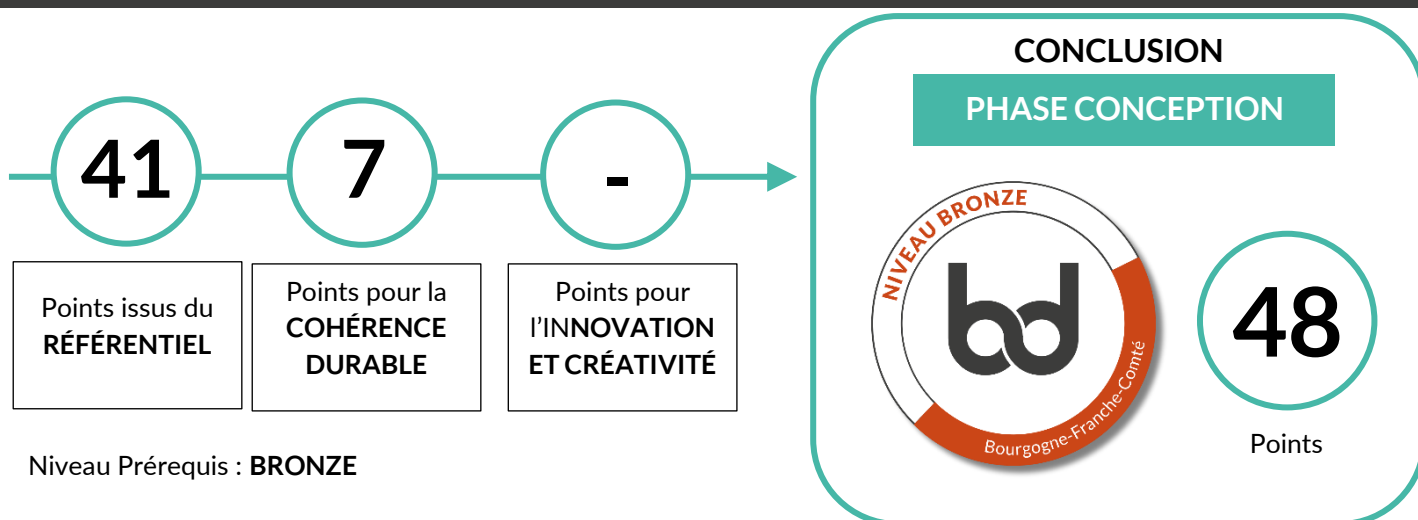 41
7
-
Points issus du
RÉFÉRENTIEL
Points pour la
COHÉRENCE
DURABLE
Points pour
l'INNOVATION
ET CRÉATIVITÉ
Niveau Prérequis : BRONZE
CONCLUSION
PHASE CONCEPTION
NIVEAU BRONZE
bd
Bourgogne-Franche-Comté
48
Points